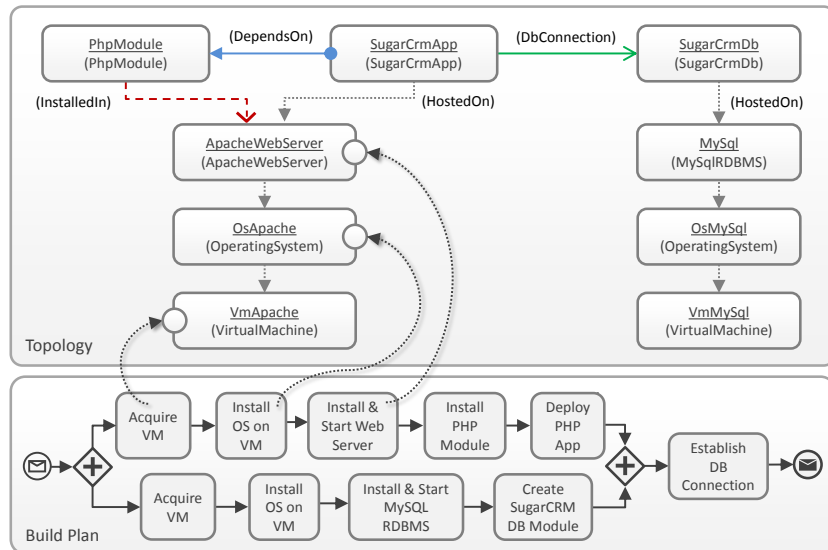 PhpModule
(PhpModule)
(DependsOn)
SugarCrmApp
(SugarCrmApp)
(DbConnection)
SugarCrmDb
(SugarCrmDb)
(InstalledIn)
(HostedOn)
(HostedOn)
ApacheWebServer
(ApacheWebServer)
MySql
(MySqlRDBMS)
OsApache
(OperatingSystem)
OsMySql
(OperatingSystem)
VmApache
(VirtualMachine)
VmMySql
(VirtualMachine)
Topology
Acquire
VM
Install
OS on
VM
Install &
Start Web
Server
Install
PHP
Module
Deploy
PHP
App
Establish
DB
Connection
Acquire
VM
Install
OS on
VM
Install & Start
MySQL
RDBMS
Create
SugarCRM
DB Module
Build Plan